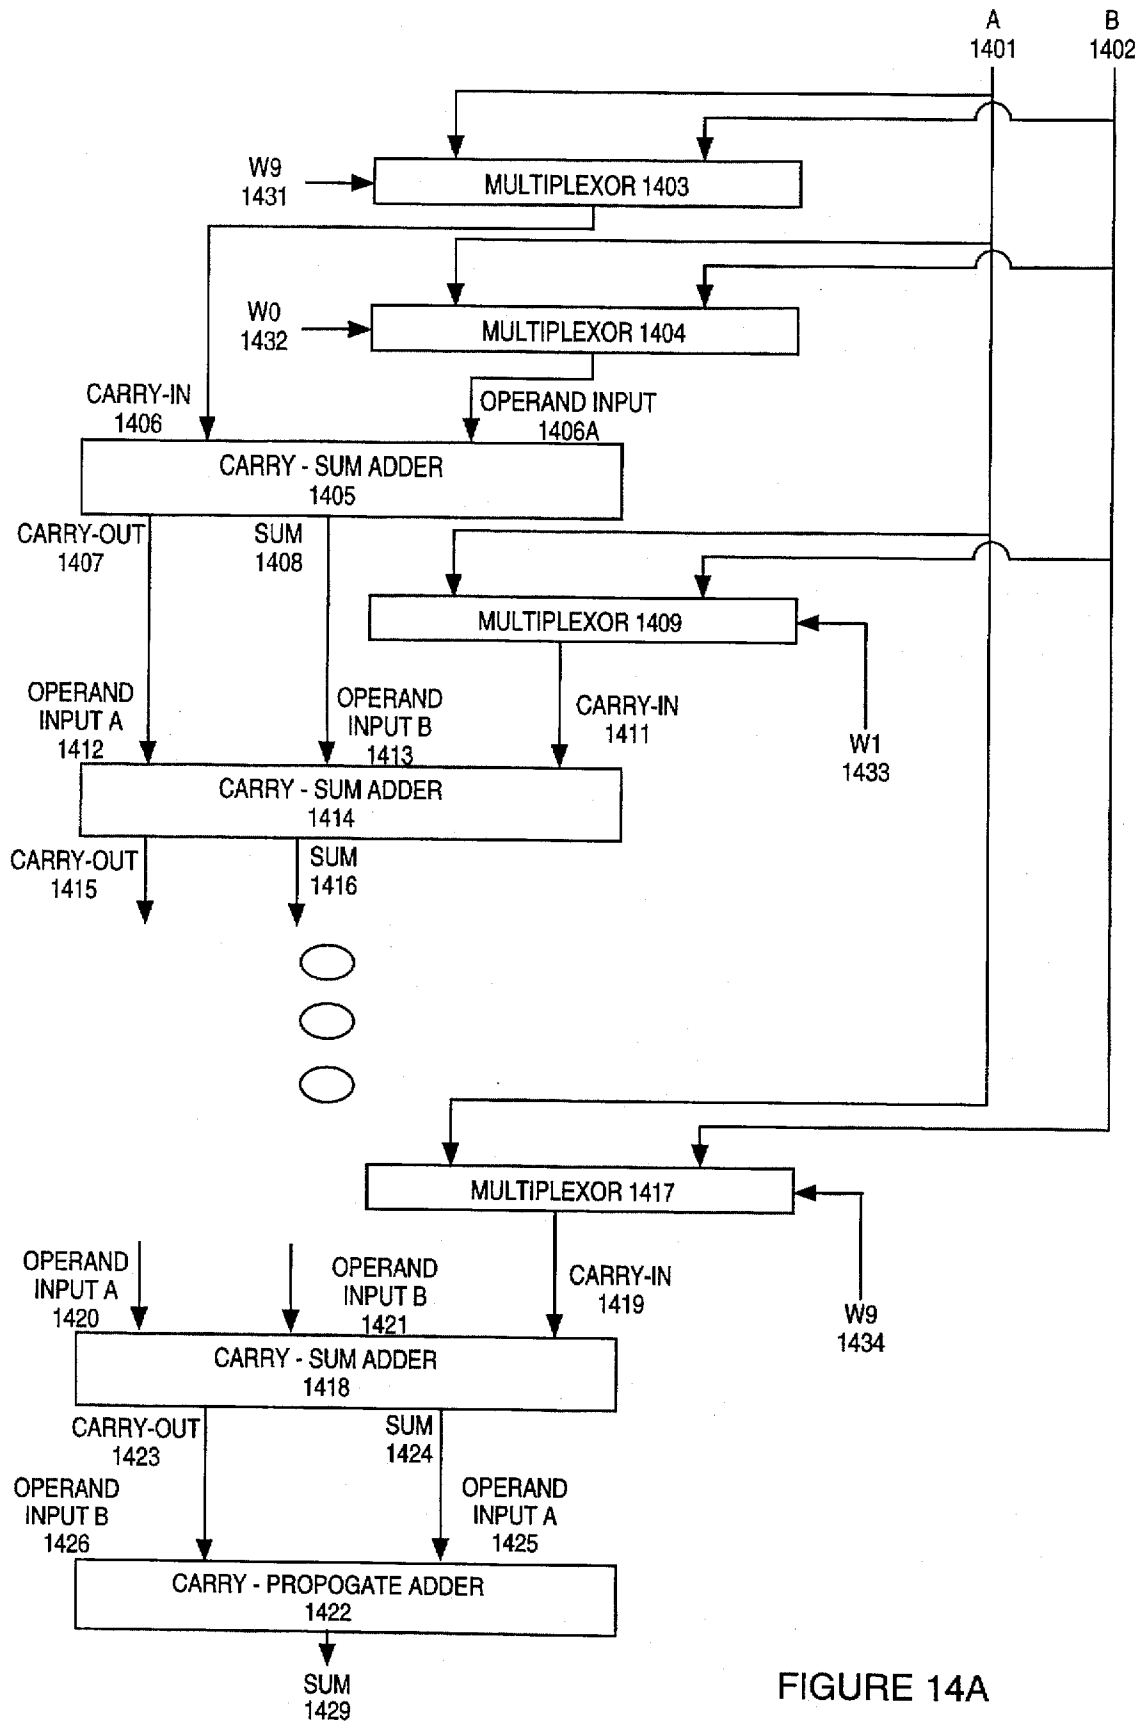 A
1401
B
1402
W9
1431
MULTIPLEXOR 1403
W0
1432
MULTIPLEXOR 1404
CARRY-IN
1406
OPERAND INPUT
1406A
CARRY - SUM ADDER
1405
CARRY-OUT
1407
SUM
1408
MULTIPLEXOR 1409
OPERAND
INPUT A
1412
OPERAND
INPUT B
1413
CARRY-IN
1411
W1
1433
CARRY - SUM ADDER
1414
CARRY-OUT
1415
SUM
1416
MULTIPLEXOR 1417
OPERAND
INPUT A
1420
OPERAND
INPUT B
1421
CARRY-IN
1419
W9
1434
CARRY - SUM ADDER
1418
CARRY-OUT
1423
SUM
1424
OPERAND
INPUT B
1426
OPERAND
INPUT A
1425
CARRY - PROPOGATE ADDER
1422
SUM
1429
FIGURE 14A